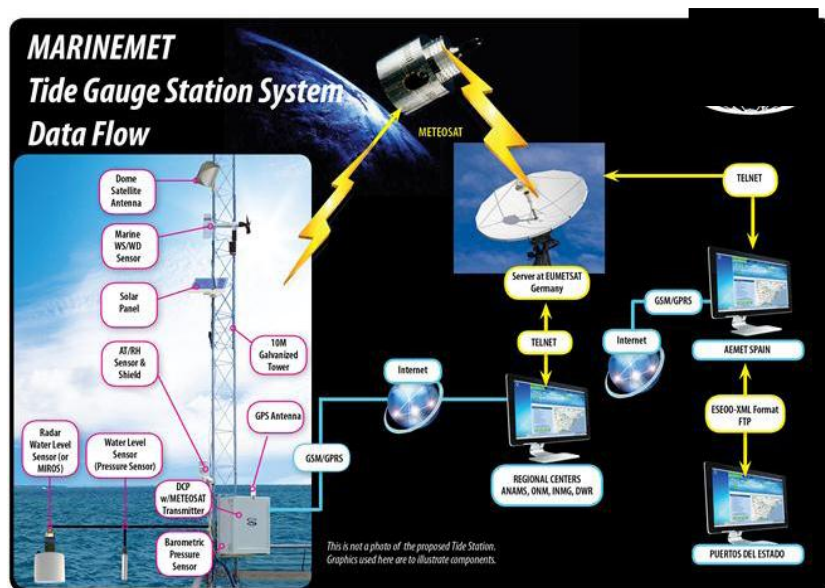 MARINEMET
Tide Gauge Station System
Data Flow
METEOSAT
Dome
Satellite
Antenna
Marine
WS/WD
Sensor
Solar
Panel
AT/RH
Sensor &
Shield
10M
Galvanized
Tower
GPS Antenna
Radar
Water Level
Sensor (or
MIROS)
Water Level
Sensor
(Pressure Sensor)
DCP
w/METEOSAT
Transmitter
Barometric
Pressure
Sensor
GSM/GPRS
Internet
Server at EUMETSAT
Germany
TELNET
REGIONAL CENTERS
ANAMS, ONM, INMG, DWR
TELNET
GSM/GPRS
Internet
AEMET SPAIN
ESEOO-XML Format
FTP
PUERTOS DEL ESTADO
This is not a photo of the proposed Tide Station.
Graphics used here are to illustrate components.